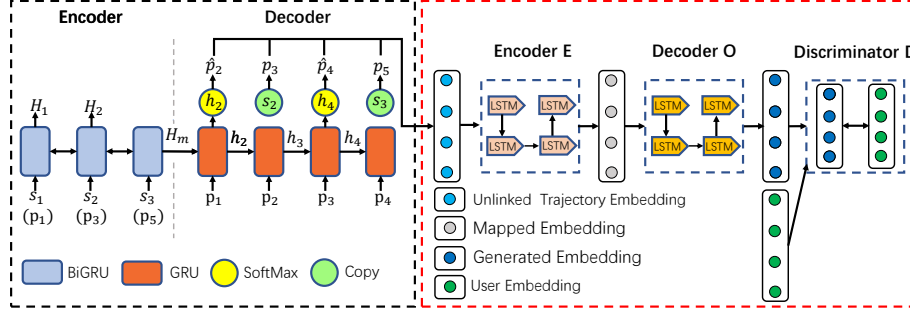 Encoder
Decoder
p̂₂ p₃ p̂₄ p₅
H₁ H₂ h₂ s₂ h₄ s₃
Hₘ h₂ h₃ h₄
s₁ s₂ s₃
(p₁) (p₃) (p₅)
p₁ p₂ p₃ p₄
BiGRU GRU SoftMax Copy
Encoder E
Decoder O
Discriminator D
LSTM LSTM
LSTM LSTM
LSTM LSTM
LSTM LSTM
Unlinked Trajectory Embedding
Mapped Embedding
Generated Embedding
User Embedding